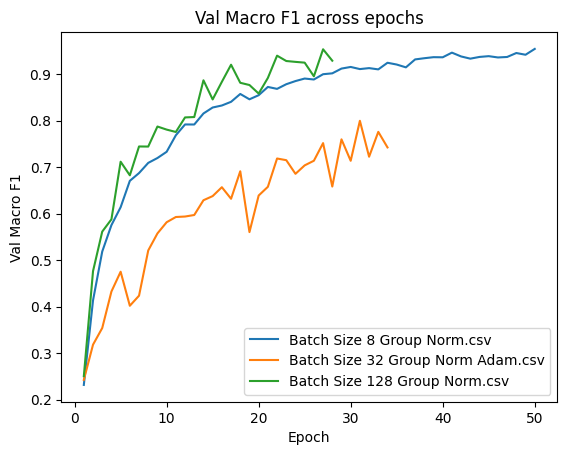 Val Macro F1 across epochs
Val Macro F1
0.9
0.8
0.7
0.6
0.5
0.4
0.3
0.2
Batch Size 8 Group Norm.csv
Batch Size 32 Group Norm Adam.csv
Batch Size 128 Group Norm.csv
0 10 20 30 40 50
Epoch